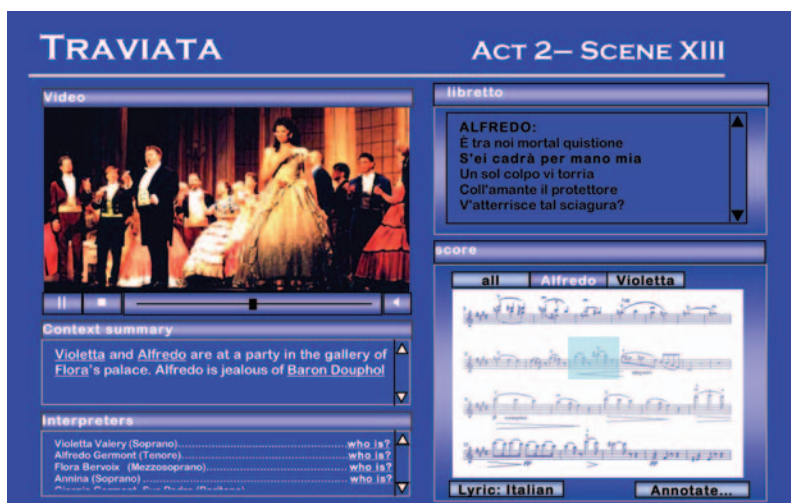 TRAVIATA
ACT 2– SCENE XIII
Video
Context summary
Violetta and Alfredo are at a party in the gallery of
Flora's palace. Alfredo is jealous of Baron Douphol
Interpreters
Violetta Valery (Soprano)..............................who is?
Alfredo Germont (Tenore)..............................who is?
Flora Bervoix (Mezzosoprano)..............................who is?
Annina (Soprano)..............................who is?
libretto
ALFREDO:
È tra noi mortal quistione
S'ei cadrà per mano mia
Un sol colpo vi torria
Coll'amante il protettore
V'atterrisce tal sciagura?
score
all Alfredo Violetta
Lyric: Italian Annotate...